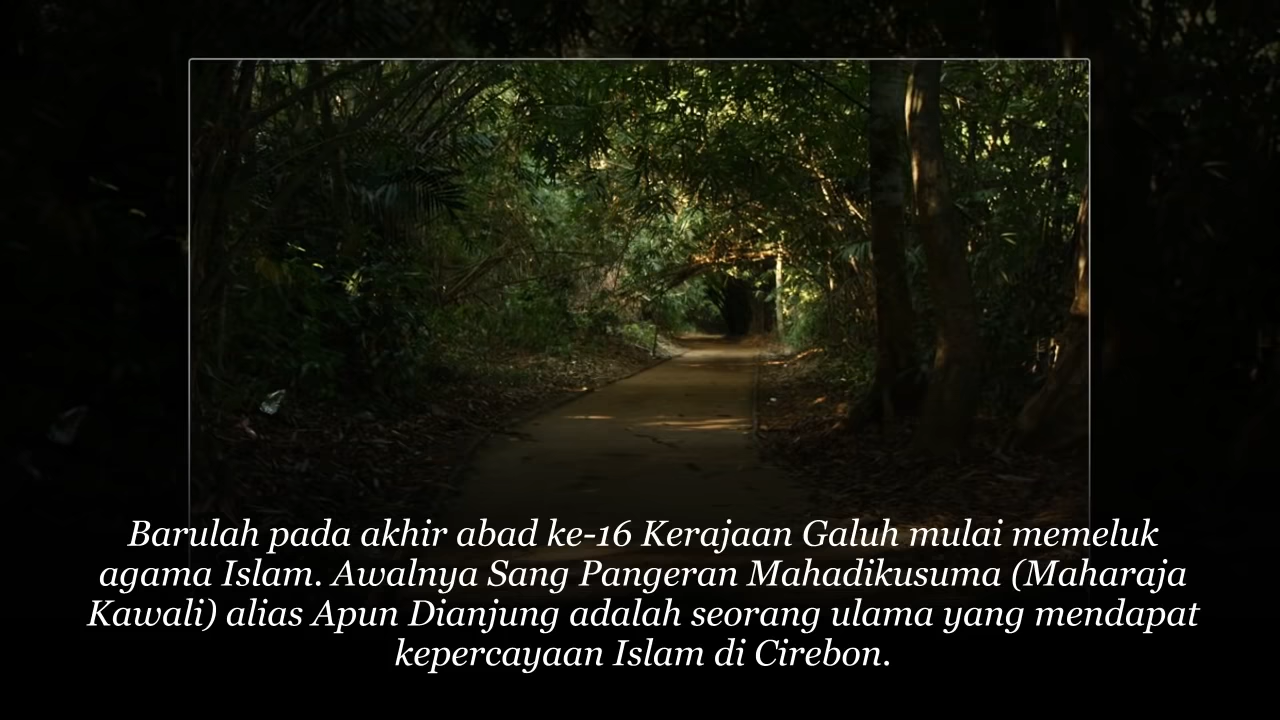 Barulah pada akhir abad ke-16 Kerajaan Galuh mulai memeluk
agama Islam. Awalnya Sang Pangeran Mahadikusuma (Maharaja
Kawali) alias Apun Dianjung adalah seorang ulama yang mendapat
kepercayaan Islam di Cirebon.